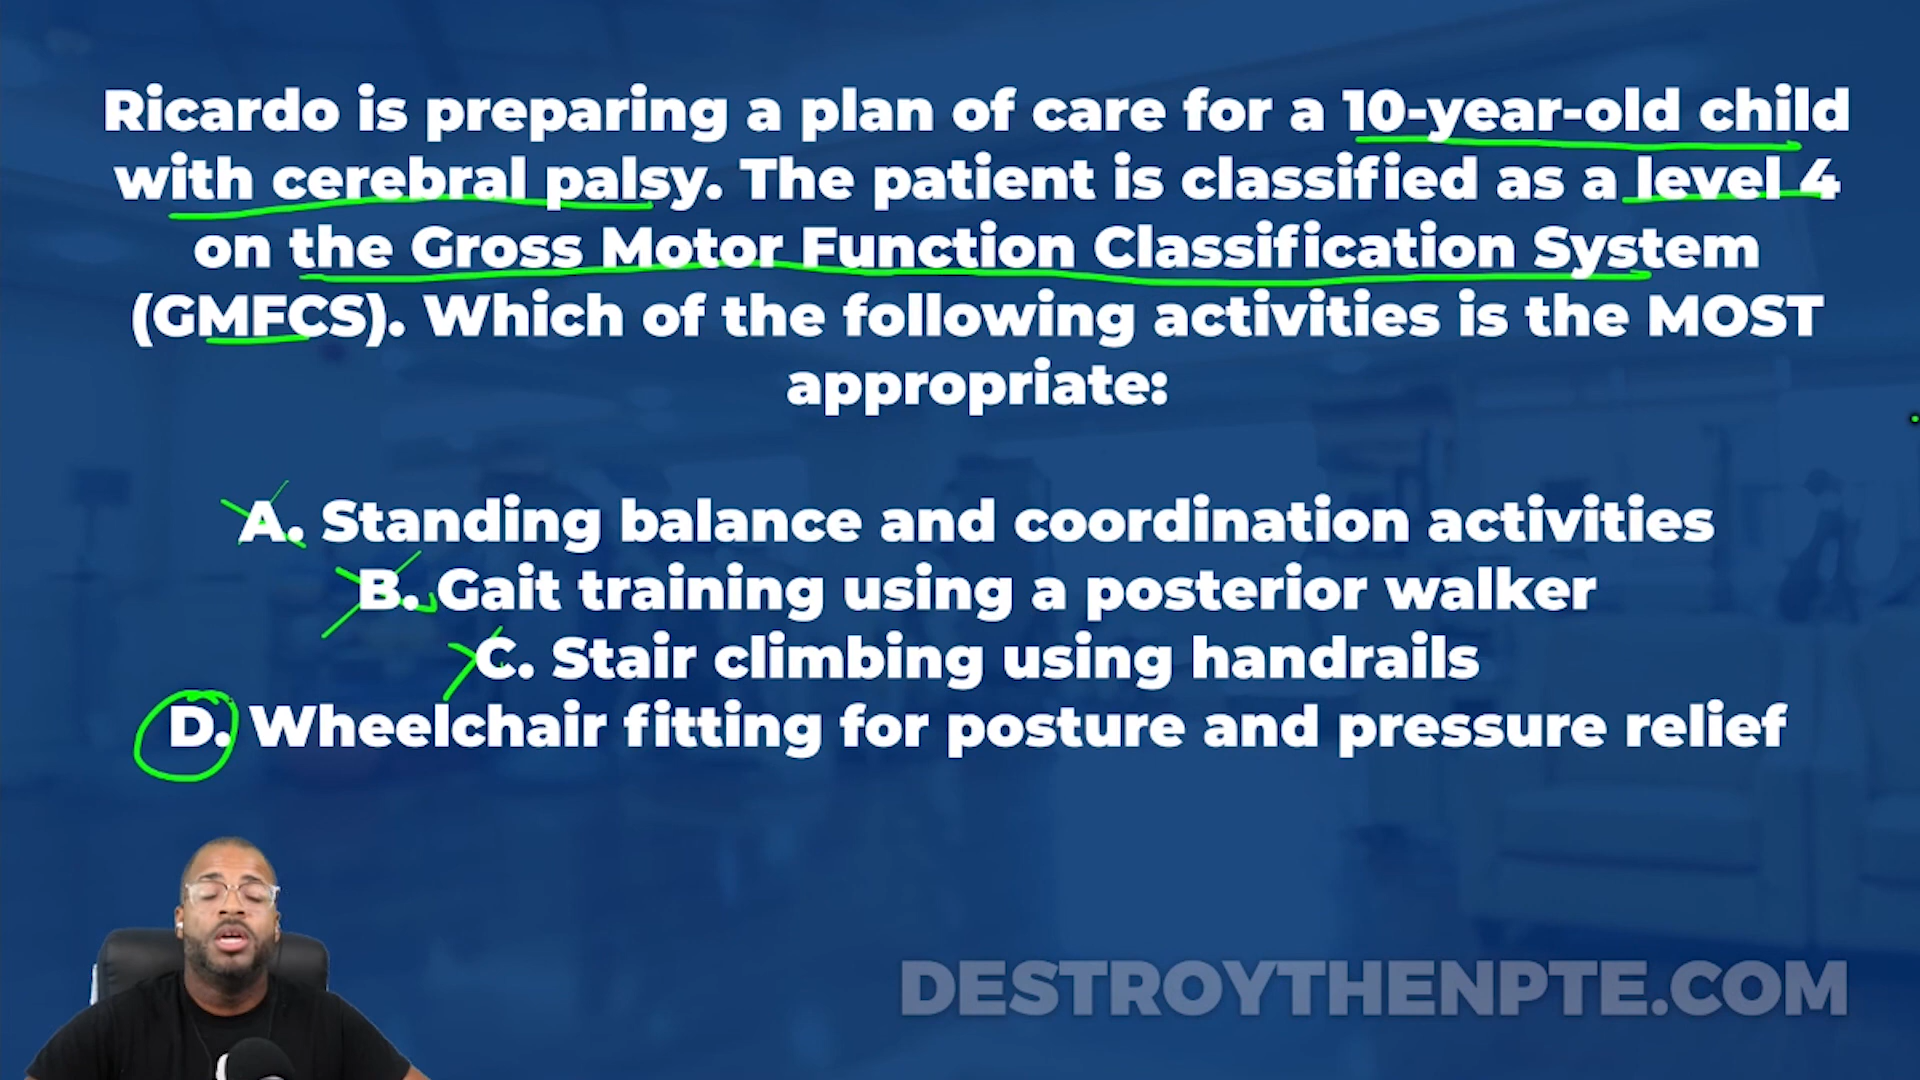 Ricardo is preparing a plan of care for a 10-year-old child
with cerebral palsy. The patient is classified as a level 4
on the Gross Motor Function Classification System
(GMFCS). Which of the following activities is the MOST
appropriate:
A. Standing balance and coordination activities
B. Gait training using a posterior walker
C. Stair climbing using handrails
D. Wheelchair fitting for posture and pressure relief
DESTROYTHENPTE.COM